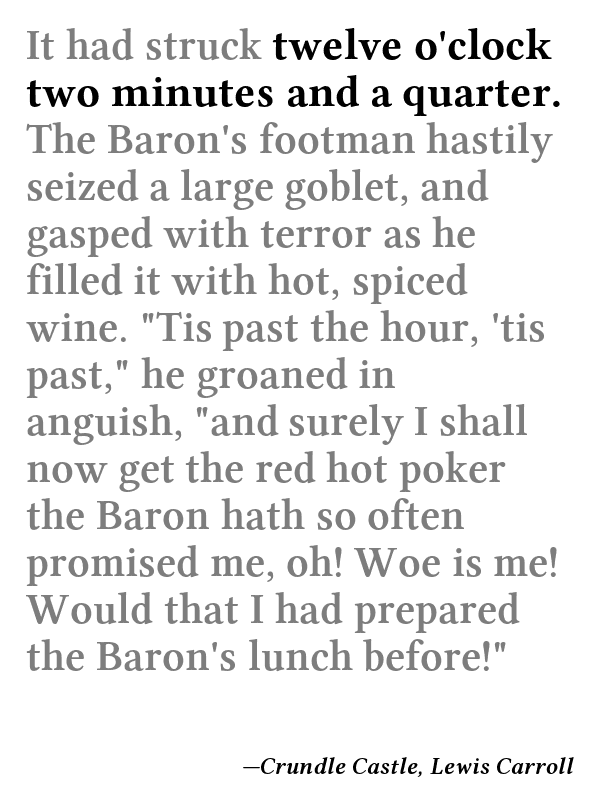 It had struck twelve o'clock
two minutes and a quarter.
The Baron's footman hastily
seized a large goblet, and
gasped with terror as he
filled it with hot, spiced
wine. "Tis past the hour, 'tis
past," he groaned in
anguish, "and surely I shall
now get the red hot poker
the Baron hath so often
promised me, oh! Woe is me!
Would that I had prepared
the Baron's lunch before!"
—Crundle Castle, Lewis Carroll